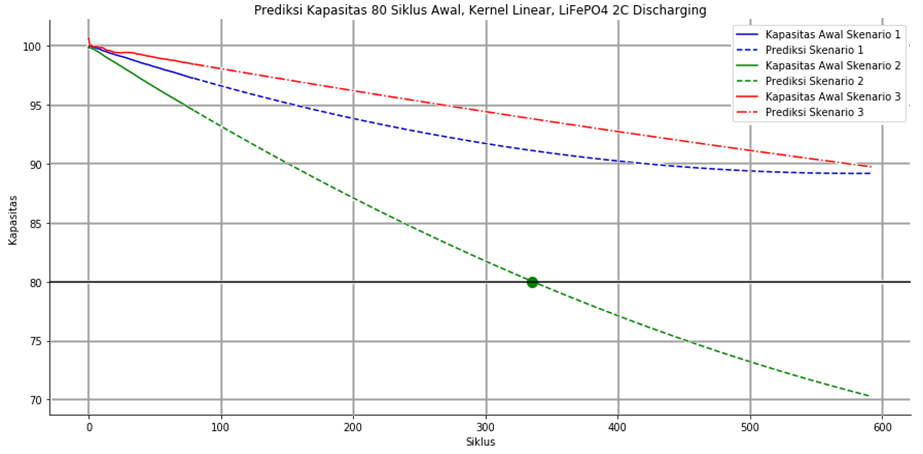 Prediksi Kapasitas 80 Siklus Awal, Kernel Linear, LiFePO4 2C Discharging
Kapasitas Awal Skenario 1
Prediksi Skenario 1
Kapasitas Awal Skenario 2
Prediksi Skenario 2
Kapasitas Awal Skenario 3
Prediksi Skenario 3
Kapasitas
100
95
90
85
80
75
70
0 100 200 300 400 500 600
Siklus